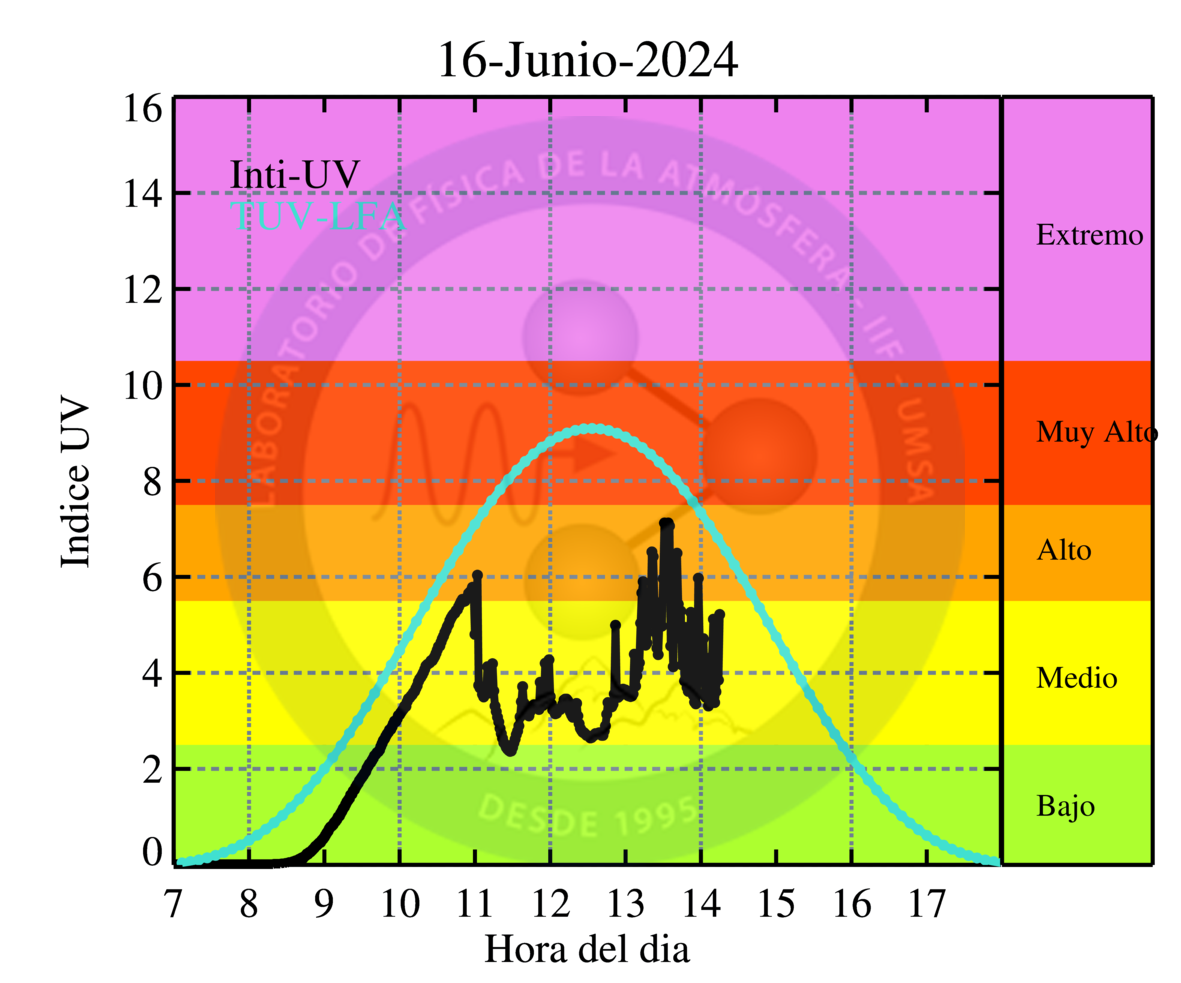 16-Junio-2024
16
14
12
10
8
6
4
2
0
Indice UV
Inti-UV
TUV-LFA
LABORATORIO DE FÍSICA DE LA ATMÓSFERA - IIF - UMSA
DESDE 1995
Extremo
Muy Alto
Alto
Medio
Bajo
7 8 9 10 11 12 13 14 15 16 17
Hora del dia